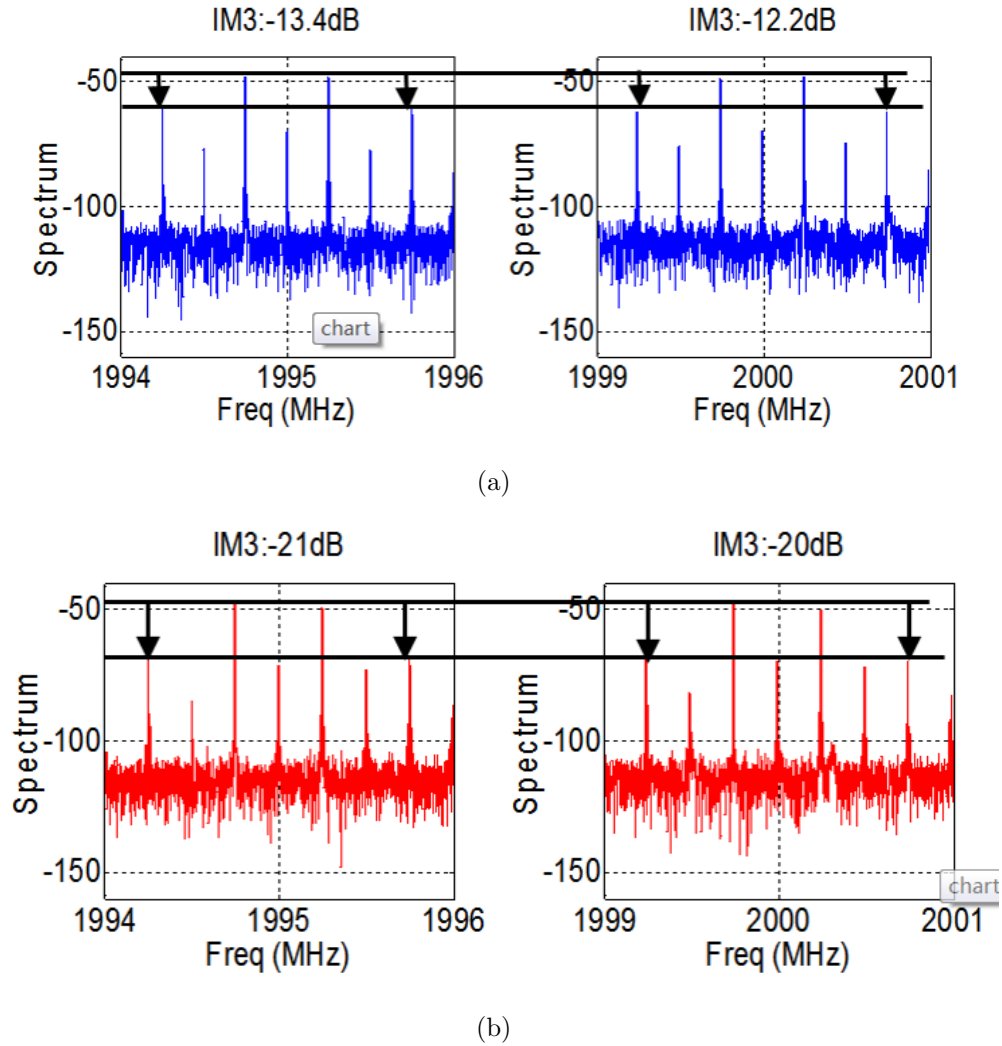 (a)
IM3:-13.4dB
IM3:-12.2dB
-50
-100
-150
Spectrum
1994
1995
1996
Freq (MHz)
chart
-50
-100
-150
Spectrum
1999
2000
2001
Freq (MHz)
(a)
IM3:-21dB
IM3:-20dB
-50
-100
-150
Spectrum
1994
1995
1996
Freq (MHz)
-50
-100
-150
Spectrum
1999
2000
2001
Freq (MHz)
chart
(b)